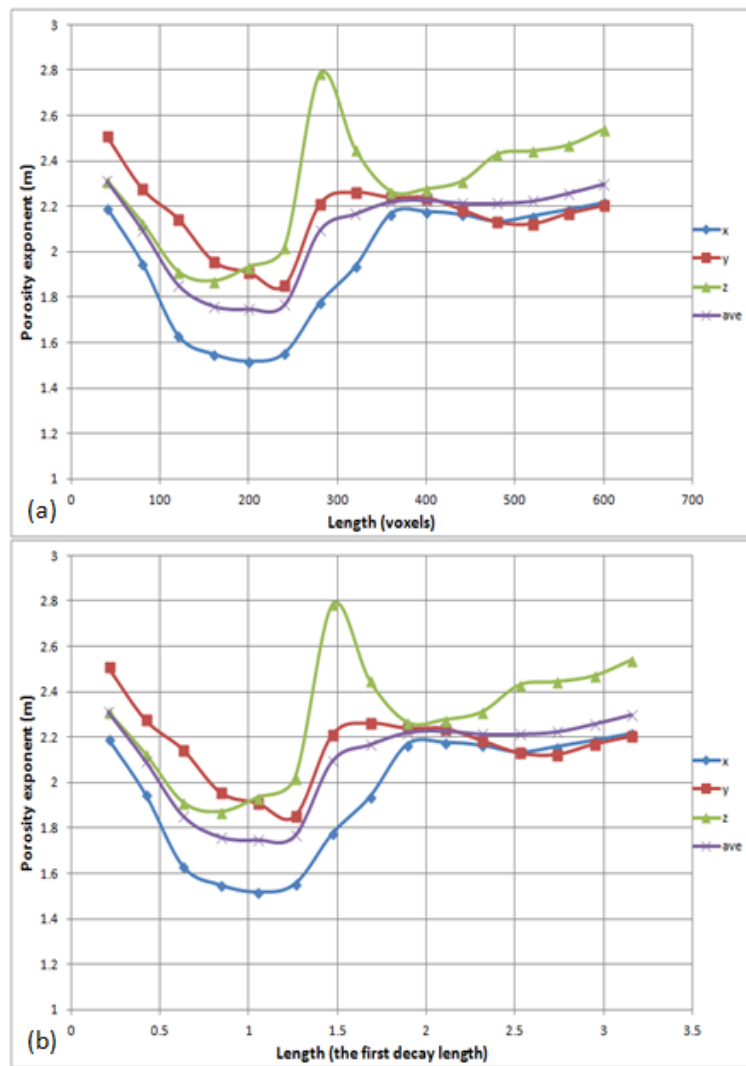 3
2.8
2.6
2.4
2.2
2
1.8
1.6
1.4
1.2
1
Porosity exponent (m)
0 100 200 300 400 500 600 700
Length (voxels)
x
y
z
ave
(a)
3
2.8
2.6
2.4
2.2
2
1.8
1.6
1.4
1.2
1
Porosity exponent (m)
0 0.5 1 1.5 2 2.5 3 3.5
Length (the first decay length)
x
y
z
ave
(b)